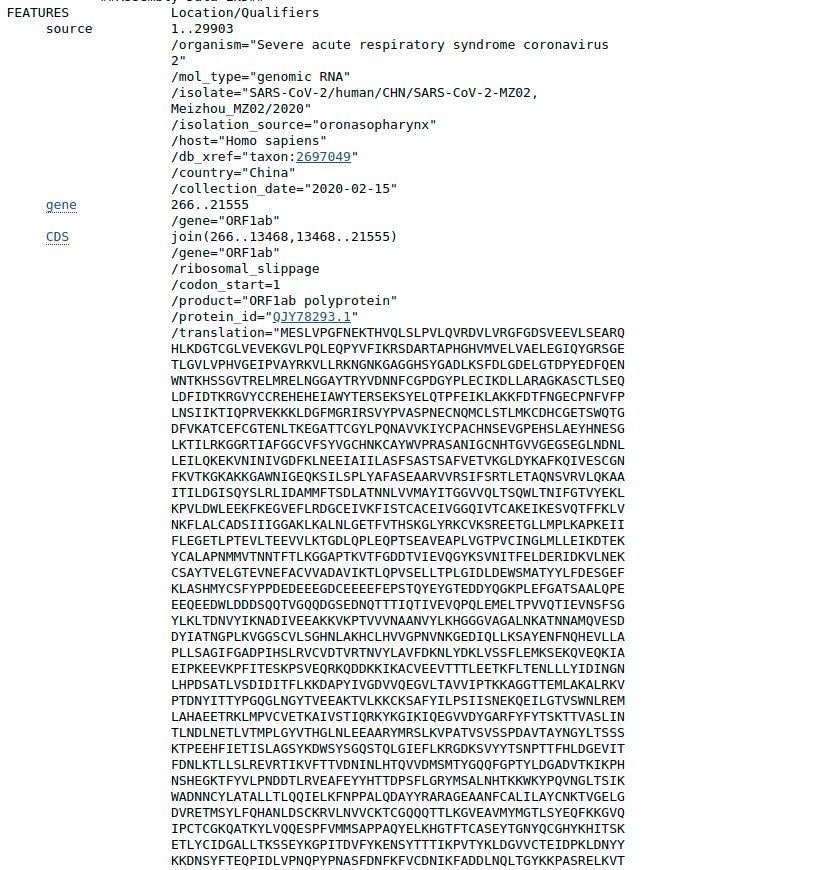 FEATURES Location/Qualifiers
source 1..29903
/organism="Severe acute respiratory syndrome coronavirus
2"
/mol_type="genomic RNA"
/isolate="SARS-CoV-2/human/CHN/SARS-CoV-2-MZ02,
Meizhou_MZ02/2020"
/isolation_source="oronasopharynx"
/host="Homo sapiens"
/db_xref="taxon:2697049"
/country="China"
/collection_date="2020-02-15"
gene 266..21555
/gene="ORF1ab"
CDS join(266..13468,13468..21555)
/gene="ORF1ab"
/ribosomal_slippage
/codon_start=1
/product="ORF1ab polyprotein"
/protein_id="QJY78293.1"
/translation="MESLVPGFNEKTHVQLSLPVLQVRDVLVRGFGDSVEEVLSEARQ
HLKDGTCGLVEVEKGVLPQLEQPYVFIKRSDARTAPHGHVMVELVAELEGIQYGRSGE
TLGVLVPHVGEIPVAYRKVLLRKNGNKGAGGHSYGADLKSFDLGDELGTDPYEDFQEN
WNTKHSSGVTRELMRELNGGAYTRYVDNNFCGPDGYPLECIKDLLARAGKASCTLSEQ
LDFIDTKRGVYCCREHEHEIAWYTERSEKSYELQTPFEIKLAKKFDTFNGECPNFVFP
LNSIIKTIQPRVEKKKLDGFMGRIRSVYPVASPNECNQMCLSTLMKCDHCGETSWQTG
DFVKATCEFCGTENLTKEGATTCGYLPQNAVVKIYCPACHNSEVGPEHSLAEYHNESG
LKTILRKGGRTIAFGGCVFSYVGCHNKCAYWVPRASANIGCNHTGVVGEGSEGLNDNL
LEILQKEKVNINIVGDFKLNEEIAIILASFSASTSAFVETVKGLDYKAFKQIVESCGN
FKVTKGKAKKGAWNIGEQKSILSPLYAFASEAARVVRSIFSRTLETAQNSVRVLQKAA
ITILDGISQYSLRLIDAMMFTSDLATNNLVVMAYITGGVVQLTSQWLTNIFGTVYEKL
KPVLDWLEEKFKEGVEFLRDGCEIVKFISTCACEIVGGQIVTCAKEIKESVQTFFKLV
NKFLALCADSIIIGGAKLKALNLGETFVTHSKGLYRKCVKSREETGLLMPLKAPKEII
FLEGETLPTEVLTEEVVLKTGDLQPLEQPTSEAVEAPLVGTPVCINGLMLLEIKDTEK
YCALAPNMMVTNNTFTLKGGAPTKVTFGDDTVIEVQGYKSVNITFELDERIDKVLNEK
CSAYTVELGTEVNEFACVVADAVIKTLQPVSELLTPLGIDLDEWSMATYYLFDESGEF
KLASHMYCSFYPPDEDEEEGDCEEEEFEPSTQYEYGTEDDYQGKPLEFGATSAALQPE
EEQEEDWLDDDSQQTVGQQDGSEDNQTTTIQTIVEVQPQLEMELTPVVQTIEVNSFSG
YLKLTDNVYIKNADIVEEAKKVKPTVVVNAANVYLKHGGGVAGALNKATNNAMQVESD
DYIATNGPLKVGGSCVLSGHNLAKHCLHVVGPNVNKGEDIQLLKSAYENFNQHEVLLA
PLLSAGIFGADPIHSLRVCVDTVRTNVYLAVFDKNLYDKLVSSFLEMKSEKQVEQKIA
EIPKEEVKPFITESKPSVEQRKQDDKKIKACVEEVTTTLEETKFLTENLLLYIDINGN
LHPDSATLVSDIDITFLKKDAPYIVGDVVQEGVLTAVVIPTKKAGGTTEMLAKALRKV
PTDNYITTYPGQGLNGYTVEEAKTVLKKCKSAFYILPSIISNEKQEILGTVSWNLREM
LAHAEETRKLMPVCVETKAIVSTIQRKYKGIKIQEGVVDYGARFYFYTSKTTVASLIN
TLNDLNETLVTMPLGYVTHGLNLEEAARYMRSLKVPATVSVSSPDAVTAYNGYLTSSS
KTPEEHFIETISLAGSYKDWSYSGQSTQLGIEFLKRGDKSVYYTSNPTTFHLDGEVIT
FDNLKTLLSLREVRTIKVFTTVDNINLHTQVVDMSMTYGQQFGPTYLDGADVTKIKPH
NSHEGKTFYVLPNDDTLRVEAFEYYHTTDPSFLGRYMSALNHTKKWKYPQVNGLTSIK
WADNNCYLATALLTLQQIELKFNPPALQDAYYRARAGEAANFCALILAYCNKTVGELG
DVRETMSYLFQHANLDSCKRVLNVVCKTCGQQQTTLKGVEAVMYMGTLSYEQFKKGVQ
IPCTCGKQATKYLVQQESPFVMMSAPPAQYELKHGTFTCASEYTGNYQCGHYKHITSK
ETLYCIDGALLTKSSEYKGPITDVFYKENSYTTTIKPVTYKLDGVVCTEIDPKLDNYY
KKDNSYFTEQPIDLVPNQPYPNASFDNFKFVCDNIKFADDLNQLTGYKKPASRELKVT